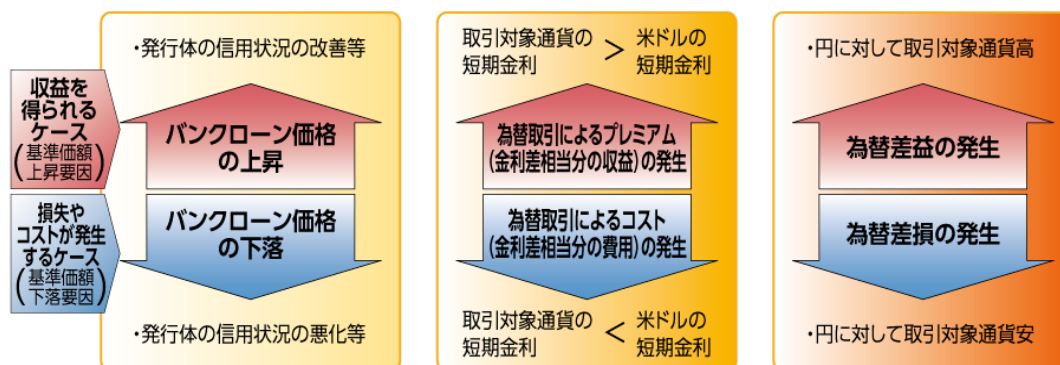 収益を
得られる
ケース
(基準価額
上昇要因)
損失や
コストが発生
するケース
(基準価額
下落要因)
・発行体の信用状況の改善等
バンクローン価格
の上昇
バンクローン価格
の下落
・発行体の信用状況の悪化等
取引対象通貨の
短期金利
>
米ドルの
短期金利
為替取引によるプレミアム
(金利差相当分の収益)の発生
為替取引によるコスト
(金利差相当分の費用)の発生
取引対象通貨の
短期金利
<
米ドルの
短期金利
・円に対して取引対象通貨高
為替差益の発生
為替差損の発生
・円に対して取引対象通貨安